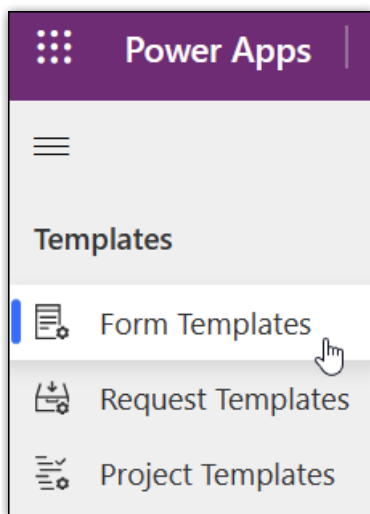 Power Apps
Templates
Form Templates
Request Templates
Project Templates